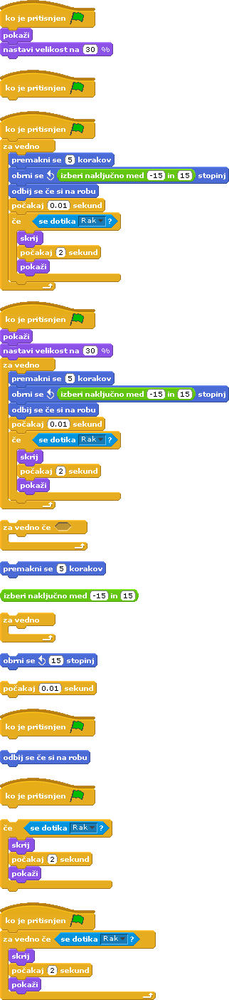 ko je pritisnjen
pokaži
nastavi velikost na 30 %
ko je pritisnjen
ko je pritisnjen
za vedno
premakni se 5 korakov
obrni se izberi naključno med -15 in 15 stopinj
odbij se če si na robu
počakaj 0.01 sekund
če se dotika Rak ?
skrij
počakaj 2 sekund
pokaži
ko je pritisnjen
pokaži
nastavi velikost na 30 %
za vedno
premakni se 5 korakov
obrni se izberi naključno med -15 in 15 stopinj
odbij se če si na robu
počakaj 0.01 sekund
če se dotika Rak ?
skrij
počakaj 2 sekund
pokaži
za vedno če
premakni se 5 korakov
izberi naključno med -15 in 15
za vedno
obrni se 15 stopinj
počakaj 0.01 sekund
ko je pritisnjen
odbij se če si na robu
ko je pritisnjen
če se dotika Rak ?
skrij
počakaj 2 sekund
pokaži
ko je pritisnjen
za vedno če se dotika Rak ?
skrij
počakaj 2 sekund
pokaži